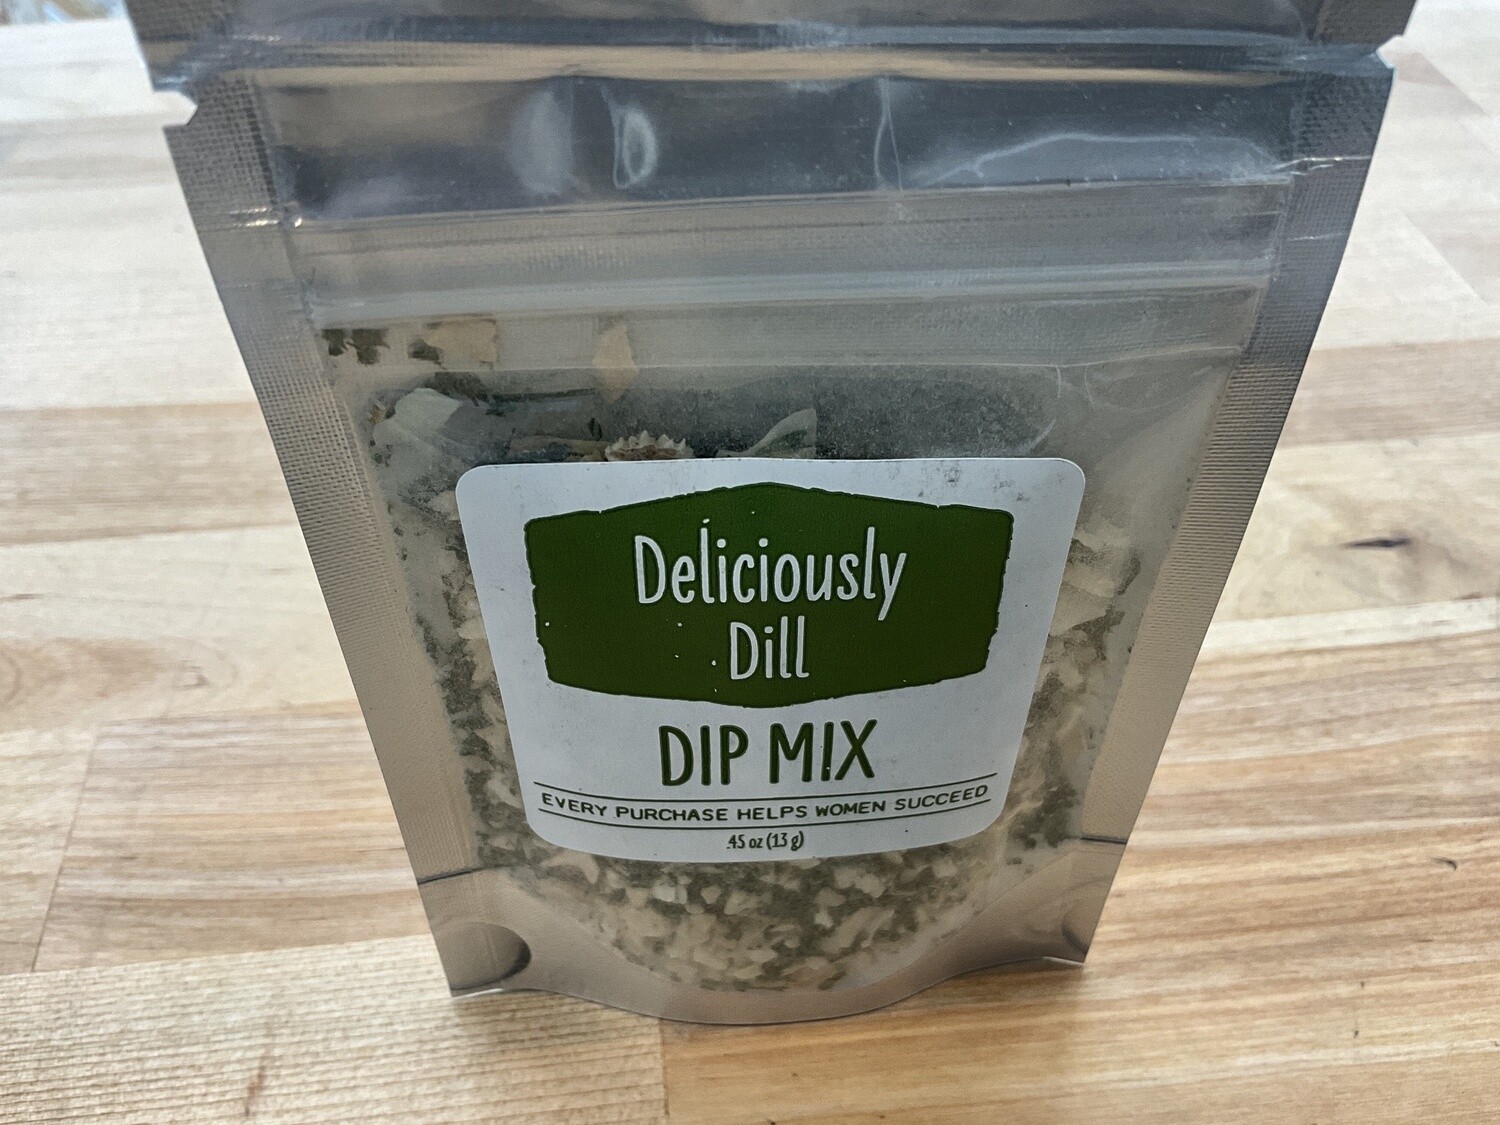 Deliciously
Dill
DIP MIX
EVERY PURCHASE HELPS WOMEN SUCCEED
.45 oz (13 g)